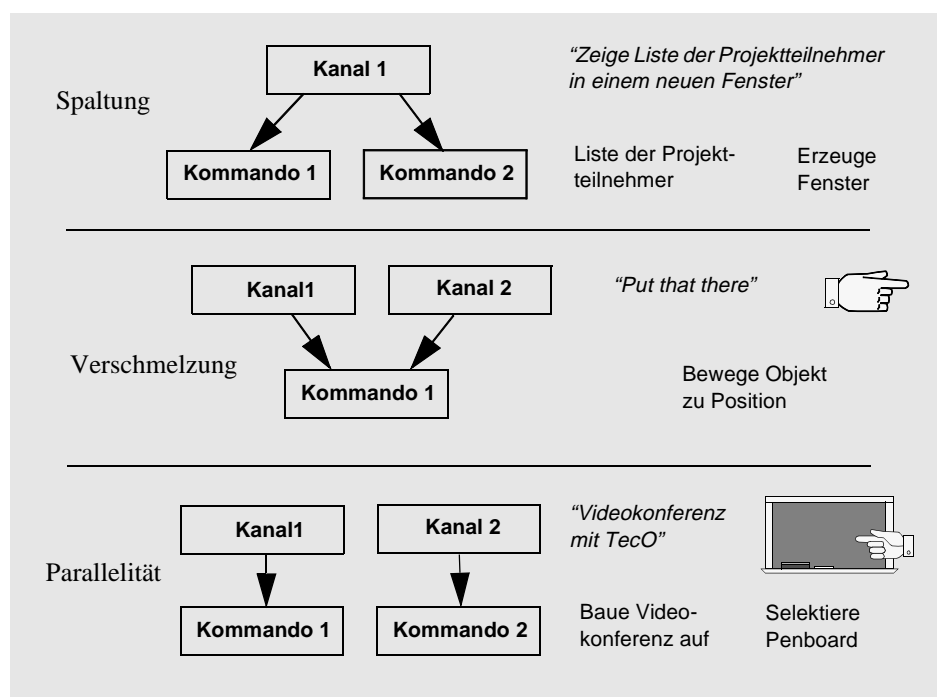 Spaltung
Kanal 1
Kommando 1
Kommando 2
“Zeige Liste der Projektteilnehmer
in einem neuen Fenster”
Liste der Projekt-
teilnehmer
Erzeuge
Fenster
Verschmelzung
Kanal1
Kanal 2
Kommando 1
“Put that there”
Bewege Objekt
zu Position
Parallelität
Kanal1
Kanal 2
Kommando 1
Kommando 2
“Videokonferenz
mit TecO”
Baue Video-
konferenz auf
Selektiere
Penboard